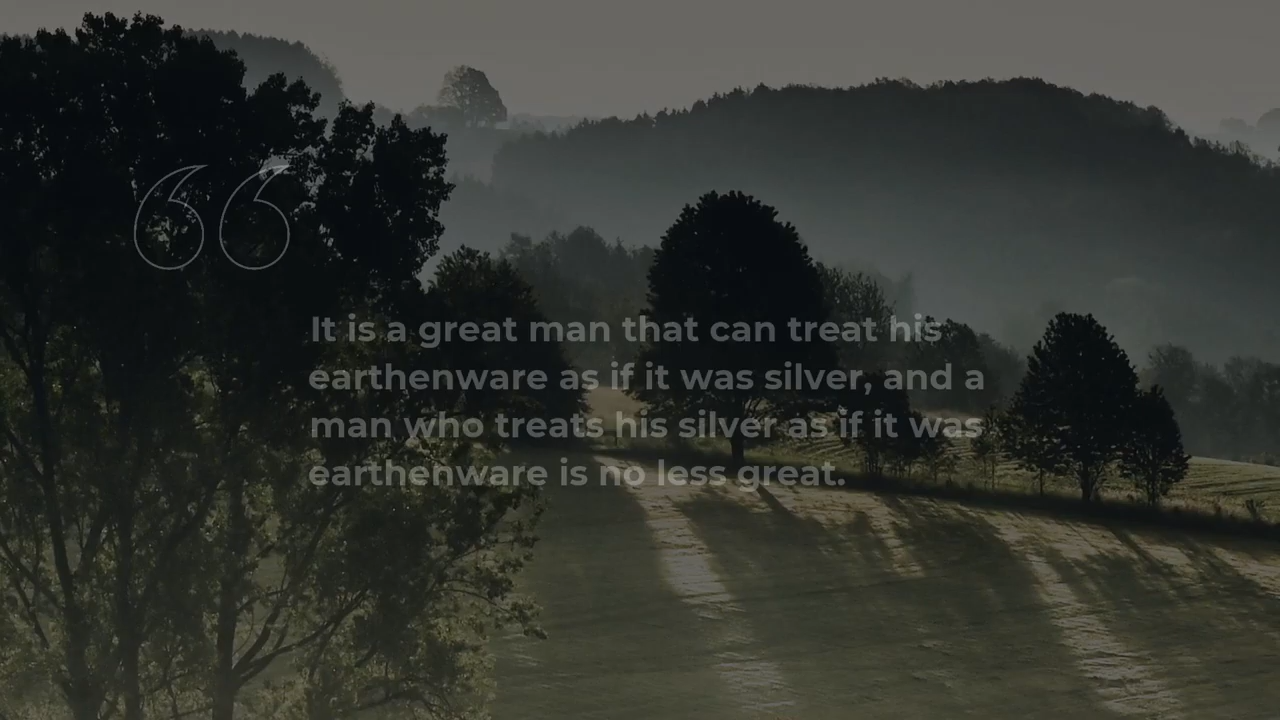 It is a great man that can treat his
earthenware as if it was silver, and a
man who treats his silver as if it was
earthenware is no less great.